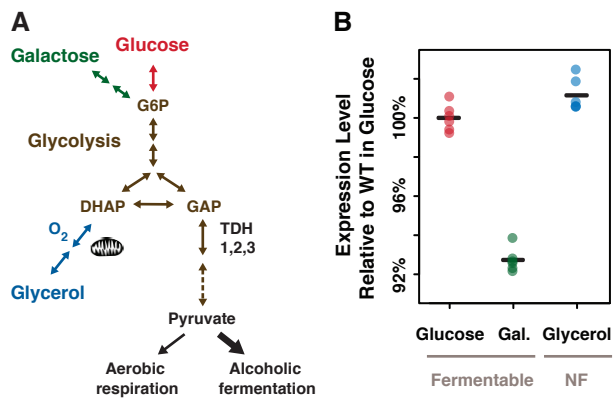 A
Glucose
Galactose
G6P
Glycolysis
DHAP
GAP
O2
TDH
1,2,3
Glycerol
Pyruvate
Aerobic
respiration
Alcoholic
fermentation
B
Expression Level
Relative to WT in Glucose
100%
96%
92%
Glucose
Gal.
Glycerol
Fermentable
NF